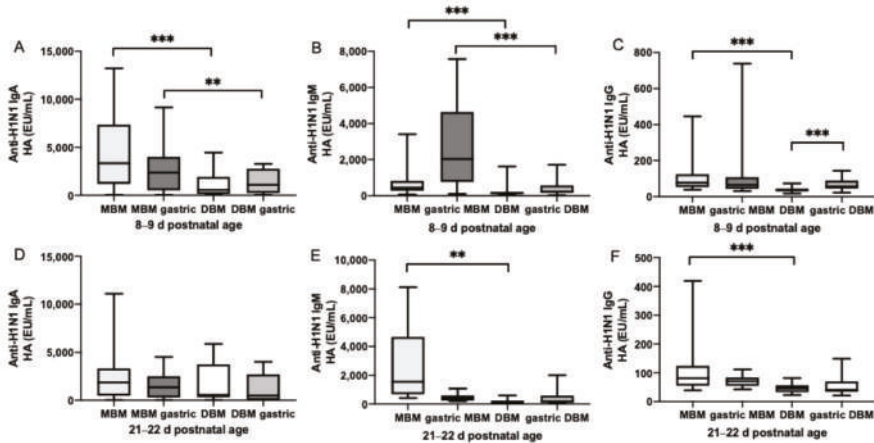 A
***
**
Anti-H1N1 IgA
HA (EU/mL)
15,000
10,000
5,000
0
MBM MBM gastric DBM DBM gastric
8–9 d postnatal age
B
***
***
Anti-H1N1 IgM
HA (EU/mL)
8,000
6,000
4,000
2,000
0
MBM gastric MBM DBM gastric DBM
8–9 d postnatal age
C
***
***
Anti-H1N1 IgG
HA (EU/mL)
800
600
400
200
0
MBM gastric MBM DBM gastric DBM
8–9 d postnatal age
D
Anti-H1N1 IgA
HA (EU/mL)
15,000
10,000
5,000
0
MBM MBM gastric DBM DBM gastric
21–22 d postnatal age
E
**
Anti-H1N1 IgM
HA (EU/mL)
10,000
8,000
6,000
4,000
2,000
0
MBM gastric MBM DBM gastric DBM
21–22 d postnatal age
F
***
Anti-H1N1 IgG
HA (EU/mL)
500
400
300
200
100
0
MBM gastric MBM DBM gastric DBM
21–22 d postnatal age